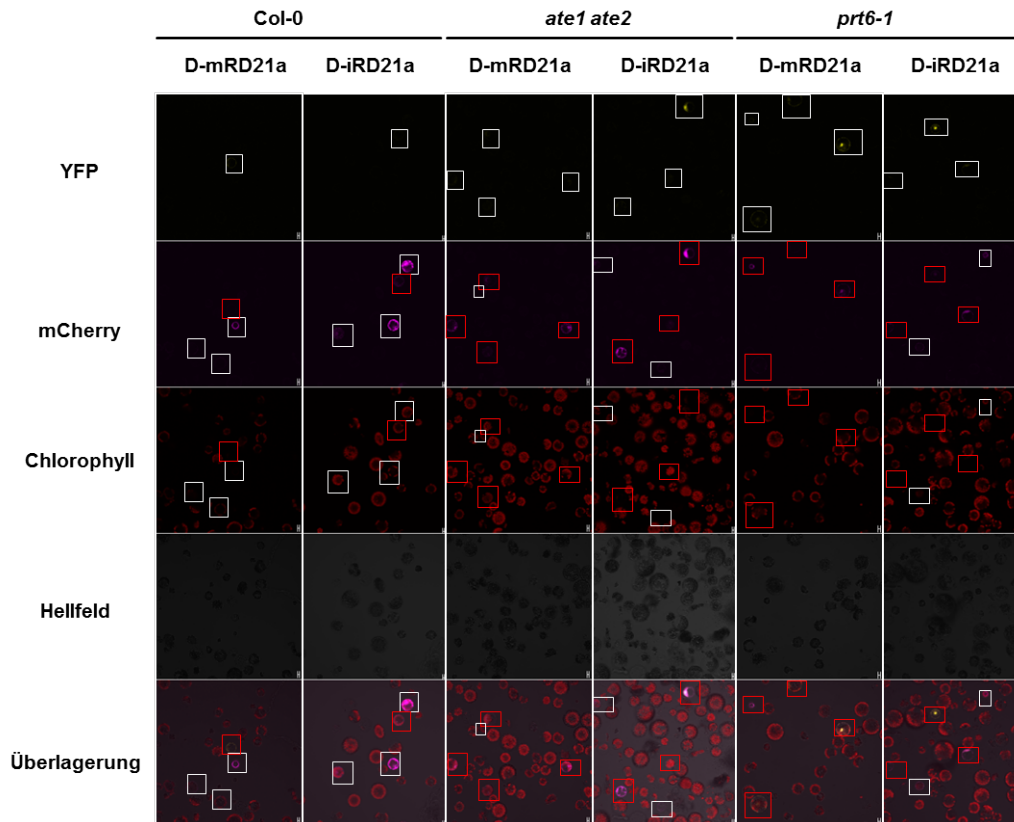 Col-0 ate1 ate2 prt6-1
D-mRD21a D-iRD21a D-mRD21a D-iRD21a D-mRD21a D-iRD21a
YFP
mCherry
Chlorophyll
Hellfeld
Überlagerung